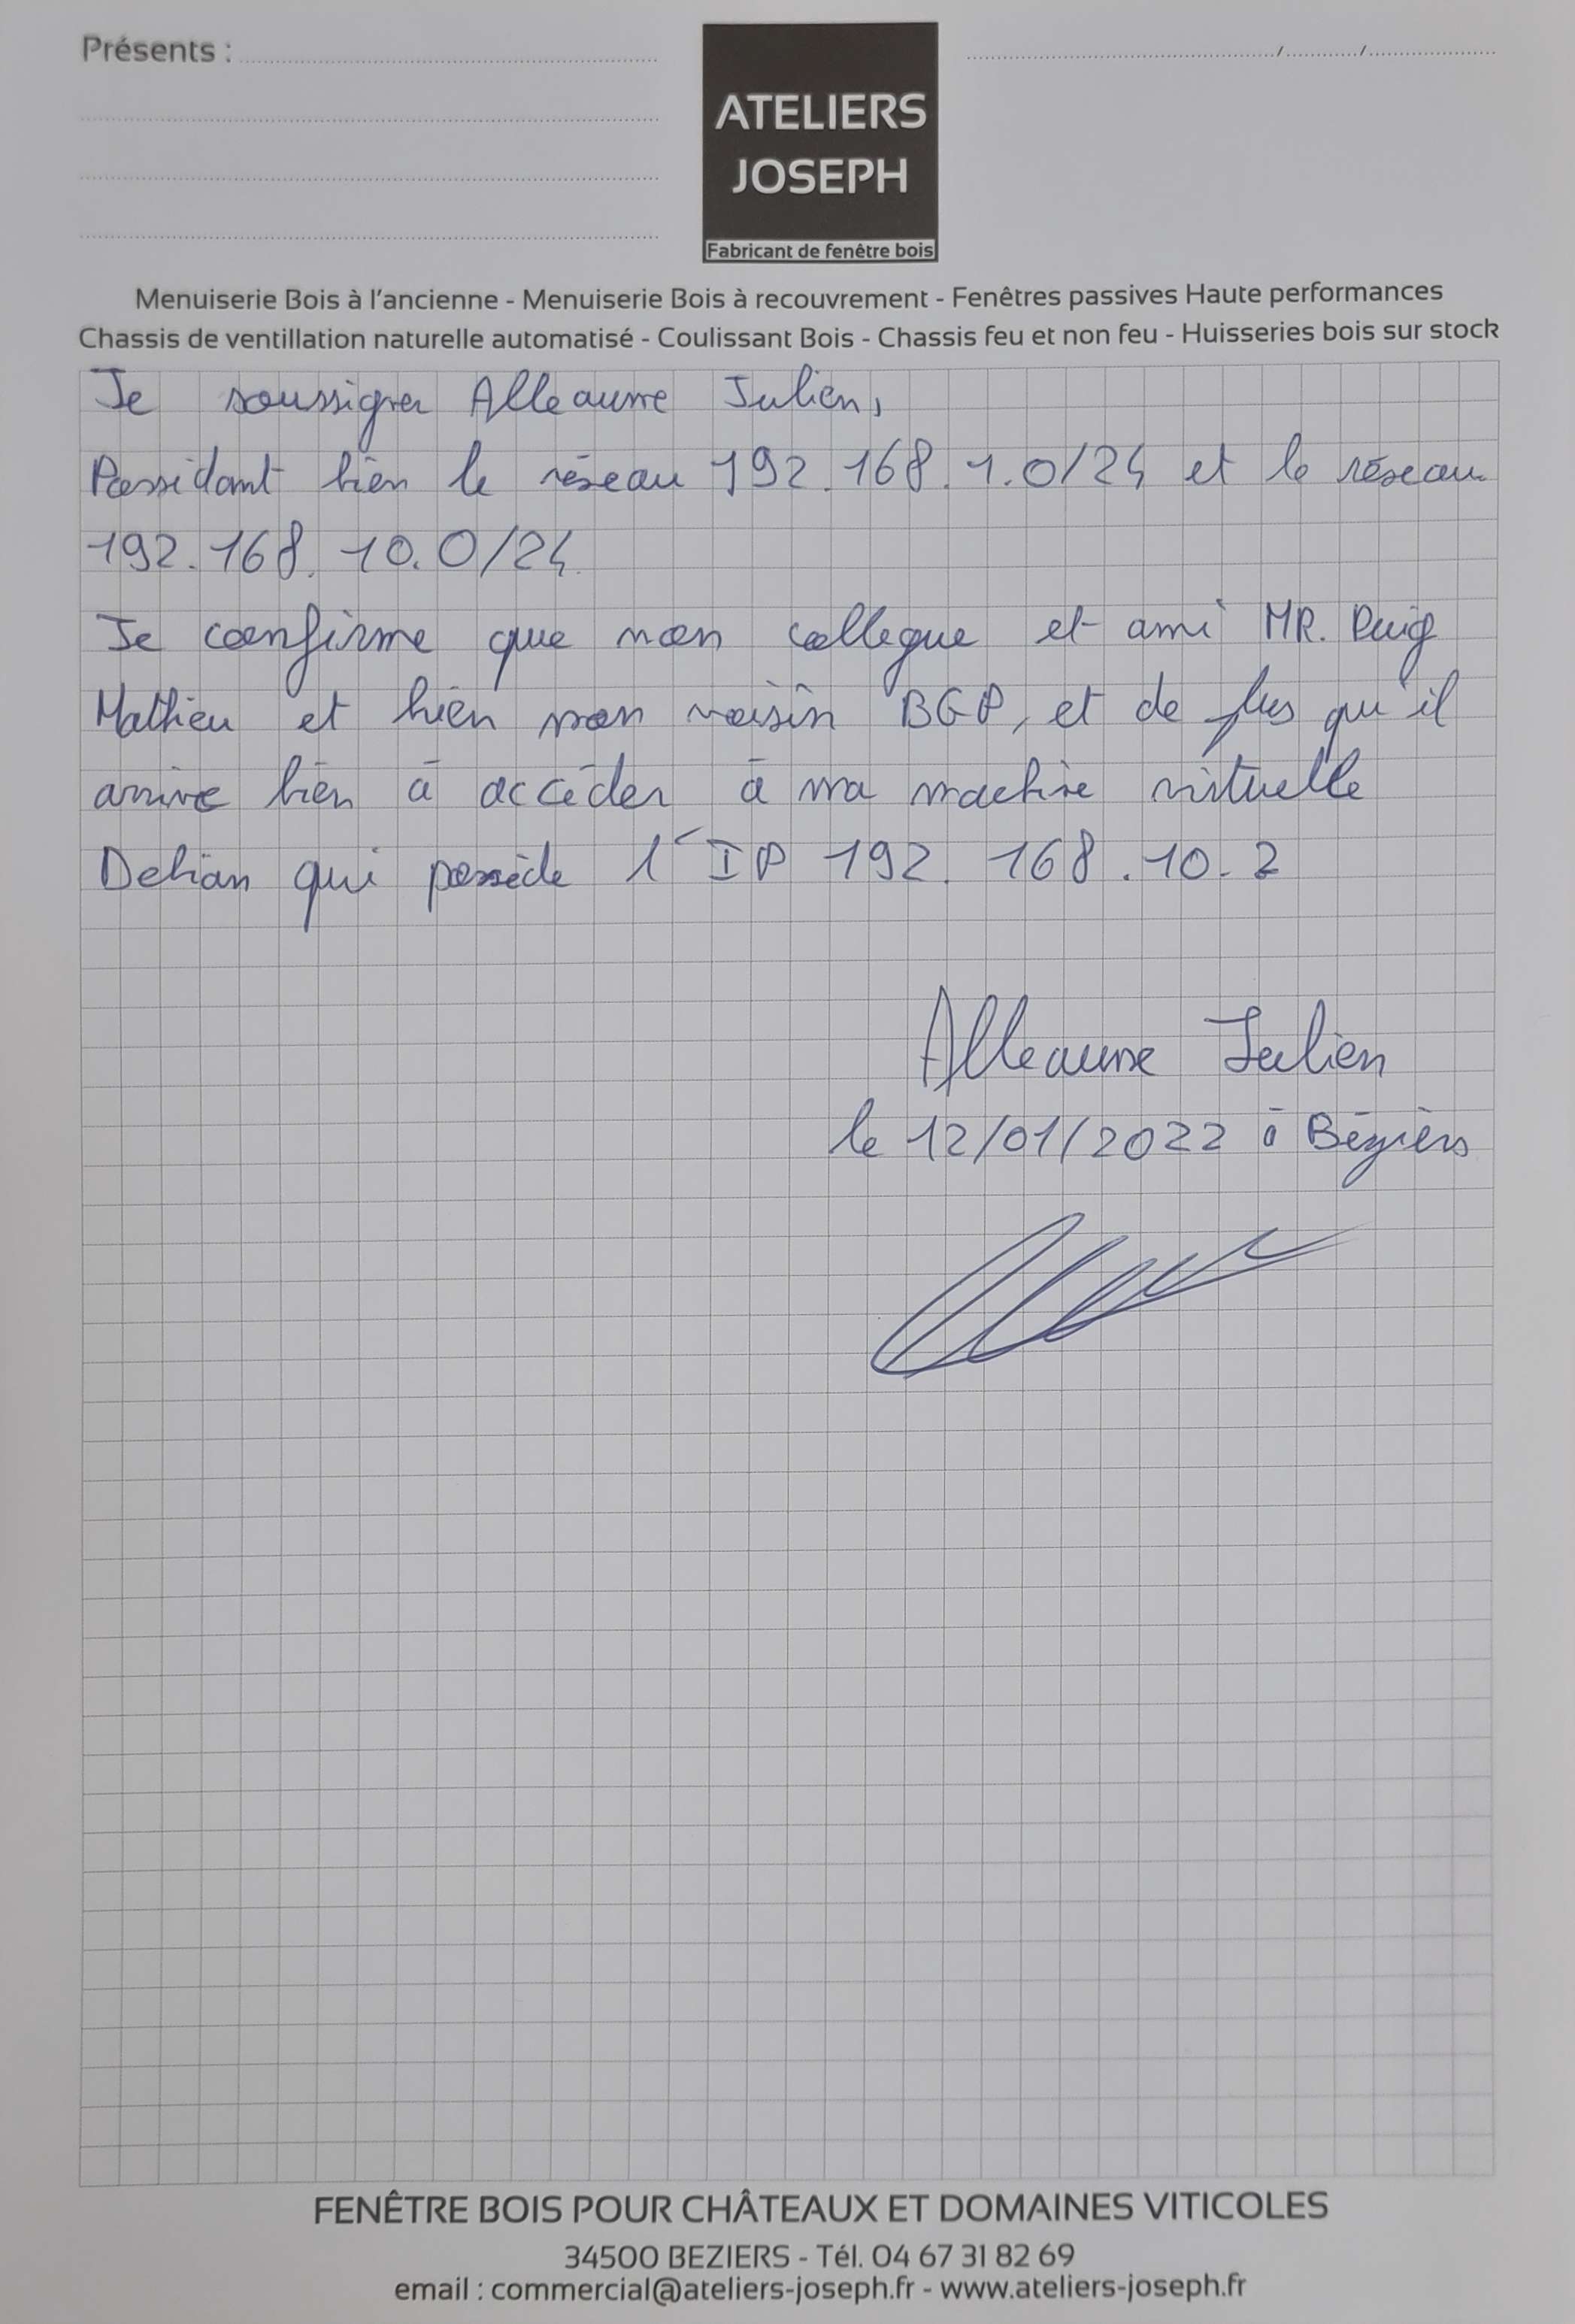 Présents : ........................................ / ............ / ............
ATELIERS
JOSEPH
Fabricant de fenêtre bois
Menuiserie Bois à l'ancienne - Menuiserie Bois à recouvrement - Fenêtres passives Haute performances
Chassis de ventillation naturelle automatisé - Coulissant Bois - Chassis feu et non feu - Huisseries bois sur stock
Je soussigner Alleaume Julien,
Possidant bien le réseau 192.168.1.0/24 et le réseau
192.168.10.0/24
Je confirme que mon collegue et ami MR. Puig
Mathieu et bien mon voisin BGP, et de plus qu'il
arrive bien à accéder à ma machine virtuelle
Debian qui possède l'IP 192.168.10.2
Alleaume Julien
le 12/01/2022 à Béziers
FENÊTRE BOIS POUR CHÂTEAUX ET DOMAINES VITICOLES
34500 BEZIERS - Tél. 04 67 31 82 69
email : commercial@ateliers-joseph.fr - www.ateliers-joseph.fr